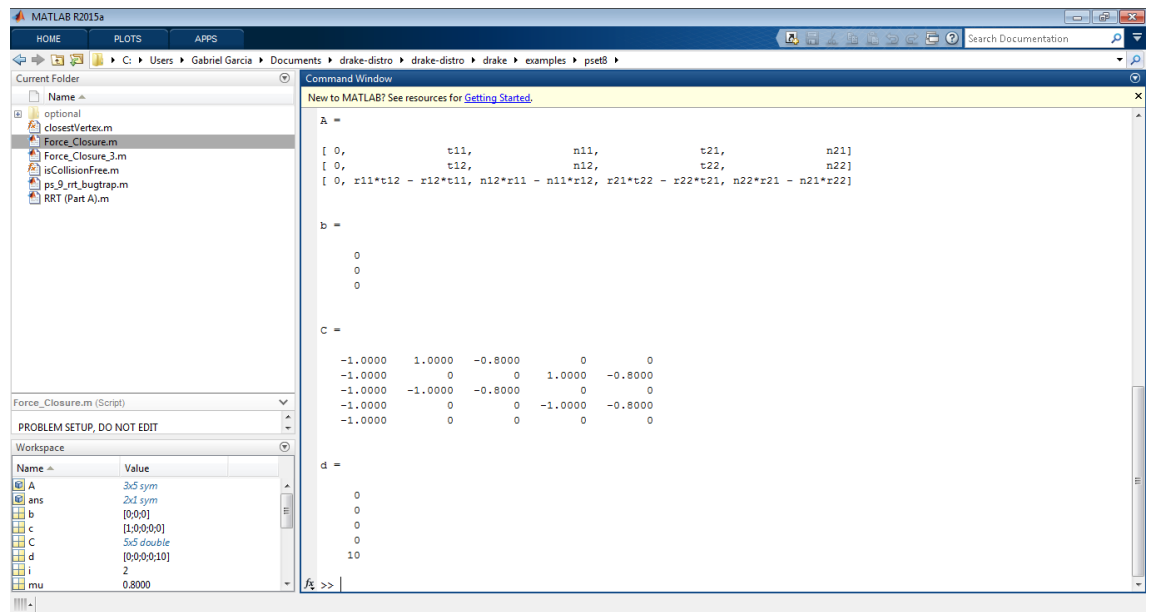 MATLAB R2015a
HOME PLOTS APPS Search Documentation
C: Users Gabriel Garcia Documents drake-distro drake-distro drake examples pset8
Current Folder
Name
optional
closestVertex.m
Force_Closure.m
Force_Closure_3.m
isCollisionFree.m
ps_9_rrt_bugtrap.m
RRT (Part A).m
Force_Closure.m (Script)
PROBLEM SETUP, DO NOT EDIT
Workspace
Name Value
A 3x5 sym
ans 2x1 sym
b [0;0;0]
c [1;0;0;0;0]
C 5x5 double
d [0;0;0;0;10]
i 2
mu 0.8000
Command Window
New to MATLAB? See resources for Getting Started.
A =
[ 0, t11, n11, t21, n21]
[ 0, t12, n12, t22, n22]
[ 0, r11*t12 - r12*t11, n12*r11 - n11*r12, r21*t22 - r22*t21, n22*r21 - n21*r22]
b =
0
0
0
C =
-1.0000 1.0000 -0.8000 0 0
-1.0000 0 0 1.0000 -0.8000
-1.0000 -1.0000 -0.8000 0 0
-1.0000 0 0 -1.0000 -0.8000
-1.0000 0 0 0 0
d =
0
0
0
0
10
fx >>